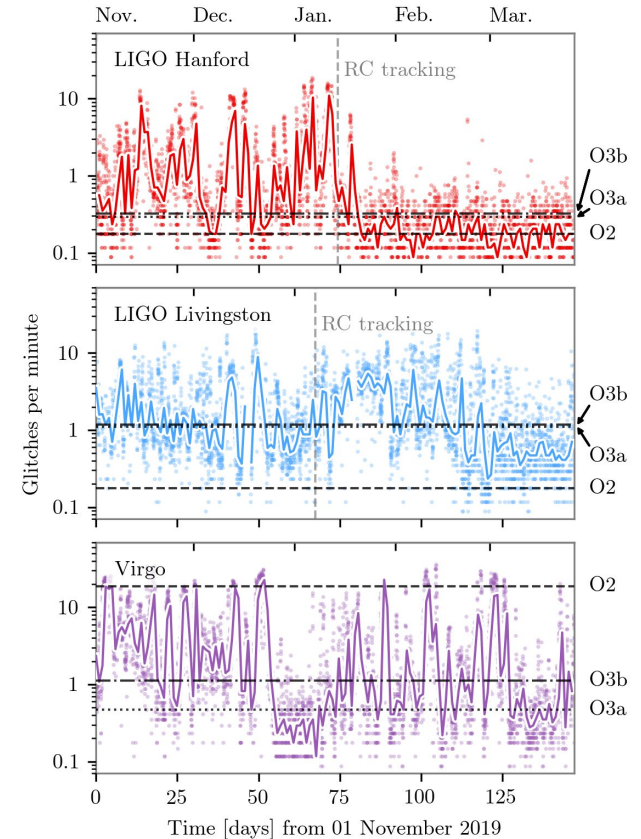 Nov. Dec. Jan. Feb. Mar.
LIGO Hanford
RC tracking
10
1
0.1
O3b
O3a
O2
LIGO Livingston
RC tracking
10
1
0.1
O3b
O3a
O2
Glitches per minute
Virgo
10
1
0.1
O2
O3b
O3a
0 25 50 75 100 125
Time [days] from 01 November 2019